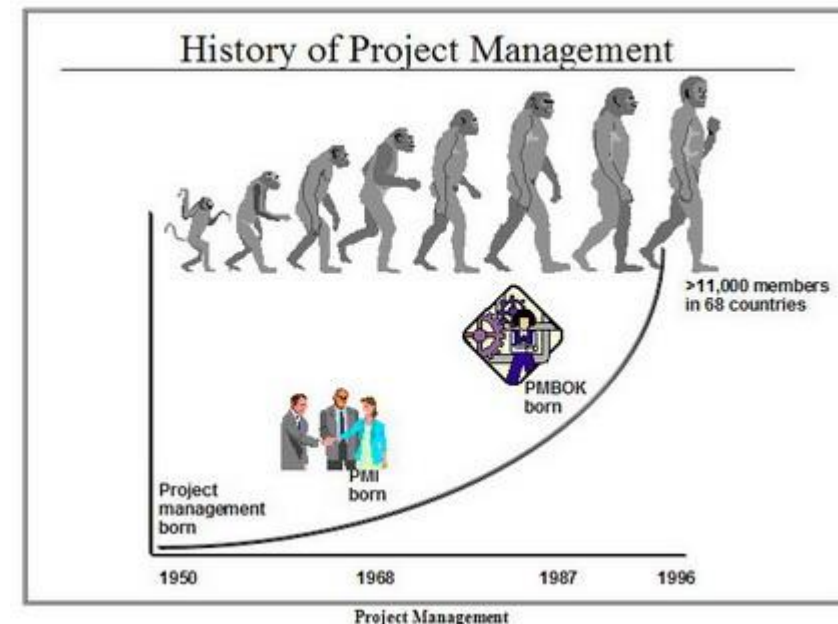 History of Project Management
>11,000 members
in 68 countries
PMBOK
born
PMI
born
Project
management
born
1950 1968 1987 1996
Project Management